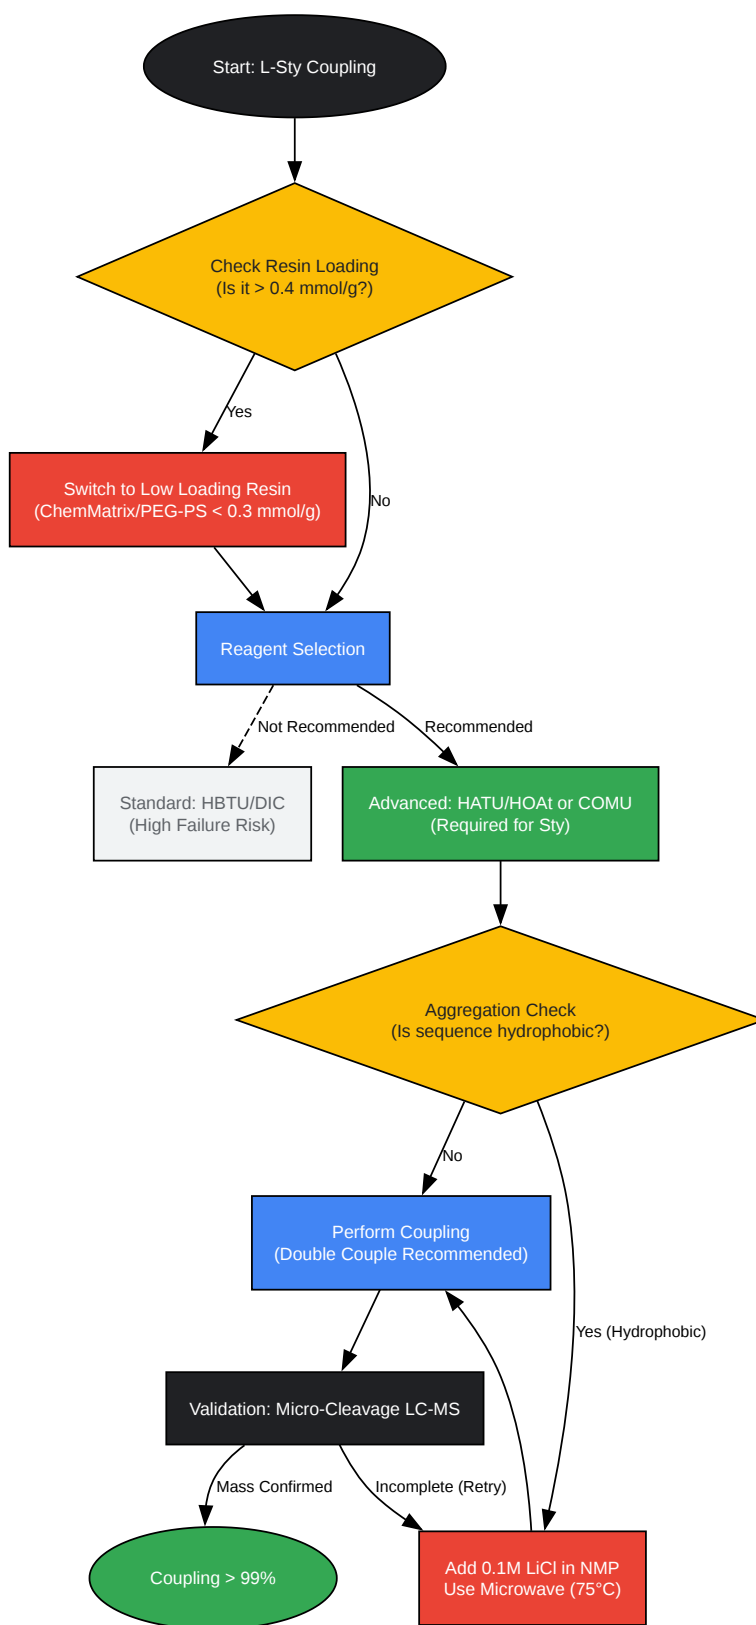 Start: L-Sty Coupling
Check Resin Loading
(Is it > 0.4 mmol/g?)
Yes
No
Switch to Low Loading Resin
(ChemMatrix/PEG-PS < 0.3 mmol/g)
Reagent Selection
Not Recommended
Recommended
Standard: HBTU/DIC
(High Failure Risk)
Advanced: HATU/HOAt or COMU
(Required for Sty)
Aggregation Check
(Is sequence hydrophobic?)
No
Perform Coupling
(Double Couple Recommended)
Yes (Hydrophobic)
Validation: Micro-Cleavage LC-MS
Mass Confirmed
Incomplete (Retry)
Coupling > 99%
Add 0.1M LiCl in NMP
Use Microwave (75°C)